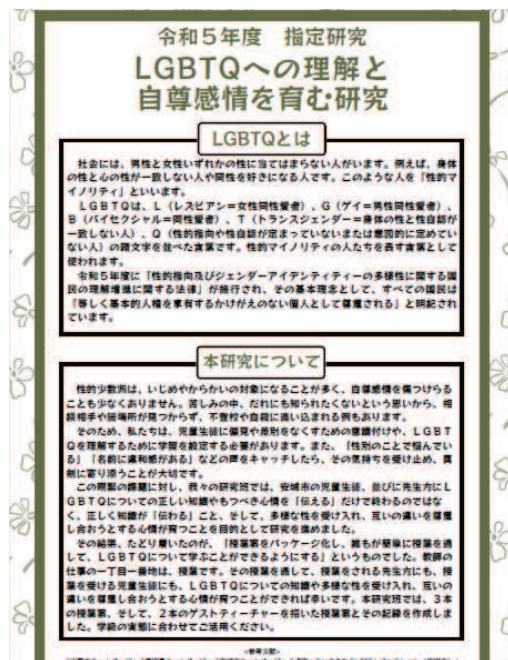 令和5年度　指定研究
LGBTQへの理解と
自尊感情を育む研究
LGBTQとは
社会には、男性と女性いずれかの性に当てはまらない人がいます。例えば、身体
の性と心の性が一致しない人や同性を好きになる人です。このような人を「性的マ
イノリティ」といいます。
LGBTQは、L（レズビアン＝女性同性愛者）、G（ゲイ＝男性同性愛者）、
B（バイセクシャル＝両性愛者）、T（トランスジェンダー＝身体の性と性自認が
一致しない人）、Q（性的指向や性自認が定まっていないまたは意図的に定めてい
ない人）の頭文字を並べた言葉です。性的マイノリティの人たちを表す言葉として
使われます。
令和5年度に「性的指向及びジェンダーアイデンティティーの多様性に関する国
民の理解増進に関する法律」が施行され、その基本理念として、すべての国民は
「等しく基本的人権を享有するかけがえのない個人として尊重される」と明記され
ています。
本研究について
性的少数派は、いじめやからかいの対象になることが多く、自尊感情を傷つけらる
ことも少なくありません。苦しみの中、だれにも知られたくないという思いから、相
談相手や居場所が見つからず、不登校や自殺に追い込まれる例もあります。
そのため、私たちは、児童生徒に偏見や差別をなくすための意識付けや、LGBT
Qを理解するために学習を設定する必要があります。また、「性別のことで悩んでい
る」「名前に違和感がある」などの声をキャッチしたら、その気持ちを受け止め、真
剣に寄り添うことが大切です。
この喫緊の課題に対し、我々の研究班では、安城市の児童生徒、並びに先生方にL
GBTQについての正しい知識やもつべき心情を「伝える」だけで終わるのではな
く、正しく知識が「伝わる」こと、そして、多様な性を受け入れ、互いの違いを尊重
し合おうとする心情が育つことを目的として研究を進めました。
その結果、たどり着いたのが、「授業案をパッケージ化し、誰もが簡単に授業を通
して、LGBTQについて学ぶことができるようにする」というものでした。教師の
仕事の一丁目一番地は、授業です。その授業を通して、授業をされる先生方にも、授
業を受ける児童生徒にも、LGBTQについての知識や多様な性を受け入れ、互いの
違いを尊重し合おうとする心情が育つことができれば幸いです。本研究班では、3本
の授業案、そして、2本のゲストティーチャーを招いた授業案とその記録を作成しま
した。学級の実態に合わせてご活用ください。
<参考文献>